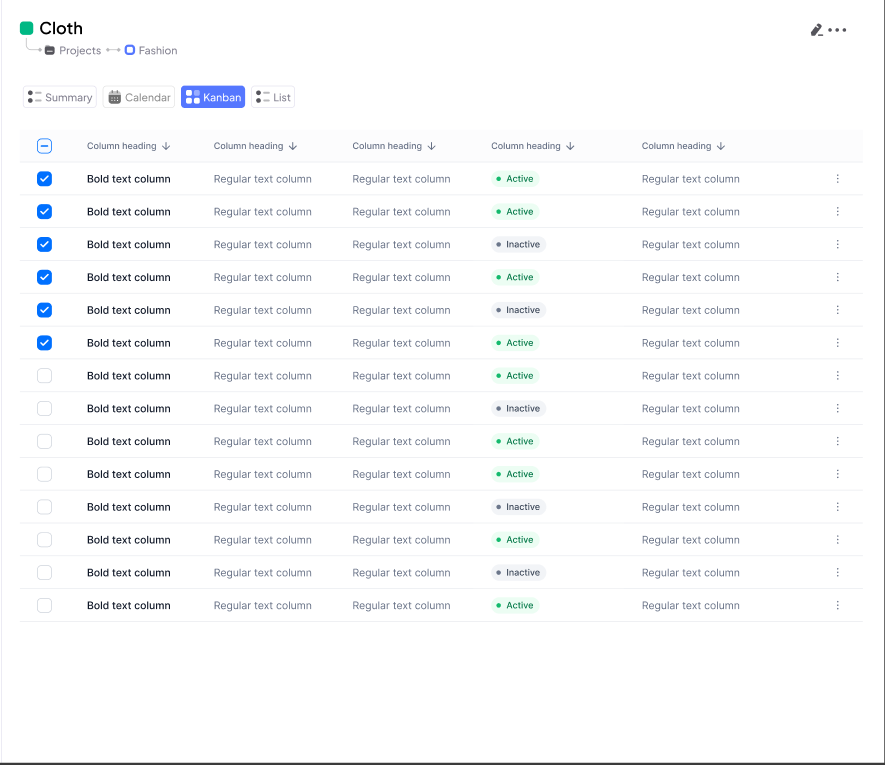 Cloth
Projects Fashion
Summary Calendar Kanban List
Column heading Column heading Column heading Column heading Column heading
Bold text column Regular text column Regular text column Active Regular text column
Bold text column Regular text column Regular text column Active Regular text column
Bold text column Regular text column Regular text column Inactive Regular text column
Bold text column Regular text column Regular text column Active Regular text column
Bold text column Regular text column Regular text column Inactive Regular text column
Bold text column Regular text column Regular text column Active Regular text column
Bold text column Regular text column Regular text column Active Regular text column
Bold text column Regular text column Regular text column Inactive Regular text column
Bold text column Regular text column Regular text column Active Regular text column
Bold text column Regular text column Regular text column Active Regular text column
Bold text column Regular text column Regular text column Inactive Regular text column
Bold text column Regular text column Regular text column Active Regular text column
Bold text column Regular text column Regular text column Inactive Regular text column
Bold text column Regular text column Regular text column Active Regular text column